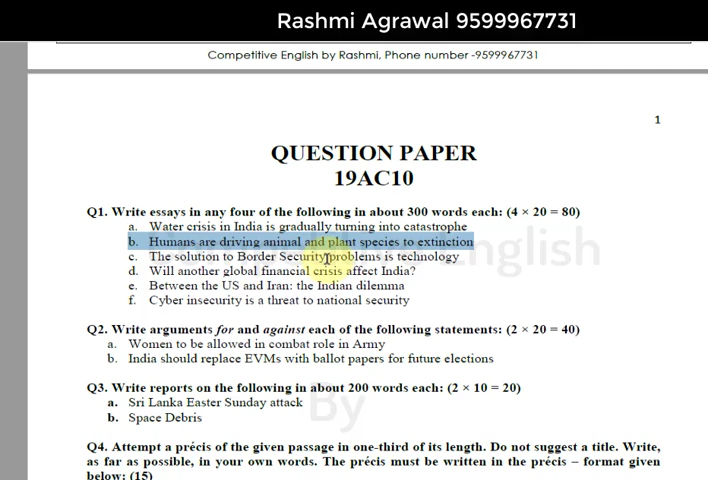 Rashmi Agrawal 9599967731
Competitive English by Rashmi, Phone number -9599967731
1
QUESTION PAPER
19AC10
Q1. Write essays in any four of the following in about 300 words each: (4 × 20 = 80)
a. Water crisis in India is gradually turning into catastrophe
b. Humans are driving animal and plant species to extinction
c. The solution to Border Security problems is technology
d. Will another global financial crisis affect India?
e. Between the US and Iran: the Indian dilemma
f. Cyber insecurity is a threat to national security
Q2. Write arguments for and against each of the following statements: (2 × 20 = 40)
a. Women to be allowed in combat role in Army
b. India should replace EVMs with ballot papers for future elections
Q3. Write reports on the following in about 200 words each: (2 × 10 = 20)
a. Sri Lanka Easter Sunday attack
b. Space Debris
By
Q4. Attempt a précis of the given passage in one-third of its length. Do not suggest a title. Write,
as far as possible, in your own words. The précis must be written in the précis – format given
below: (15)